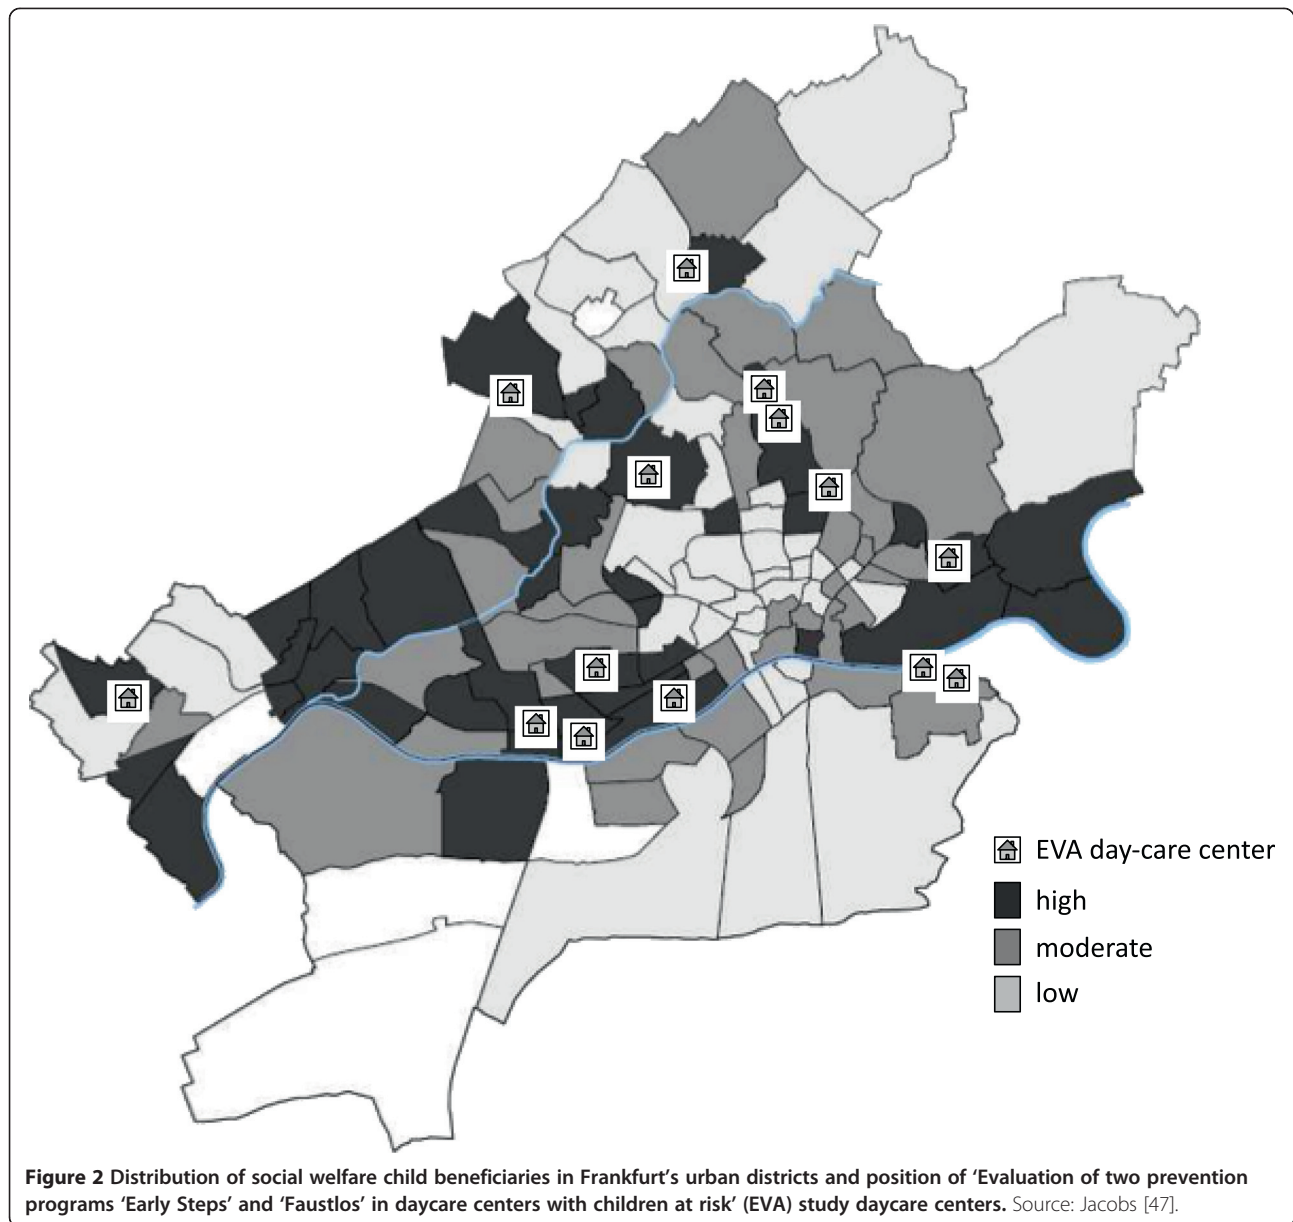 EVA day-care center
high
moderate
low
Figure 2 Distribution of social welfare child beneficiaries in Frankfurt’s urban districts and position of ‘Evaluation of two prevention
programs ‘Early Steps’ and ‘Faustlos’ in daycare centers with children at risk’ (EVA) study daycare centers. Source: Jacobs [47].